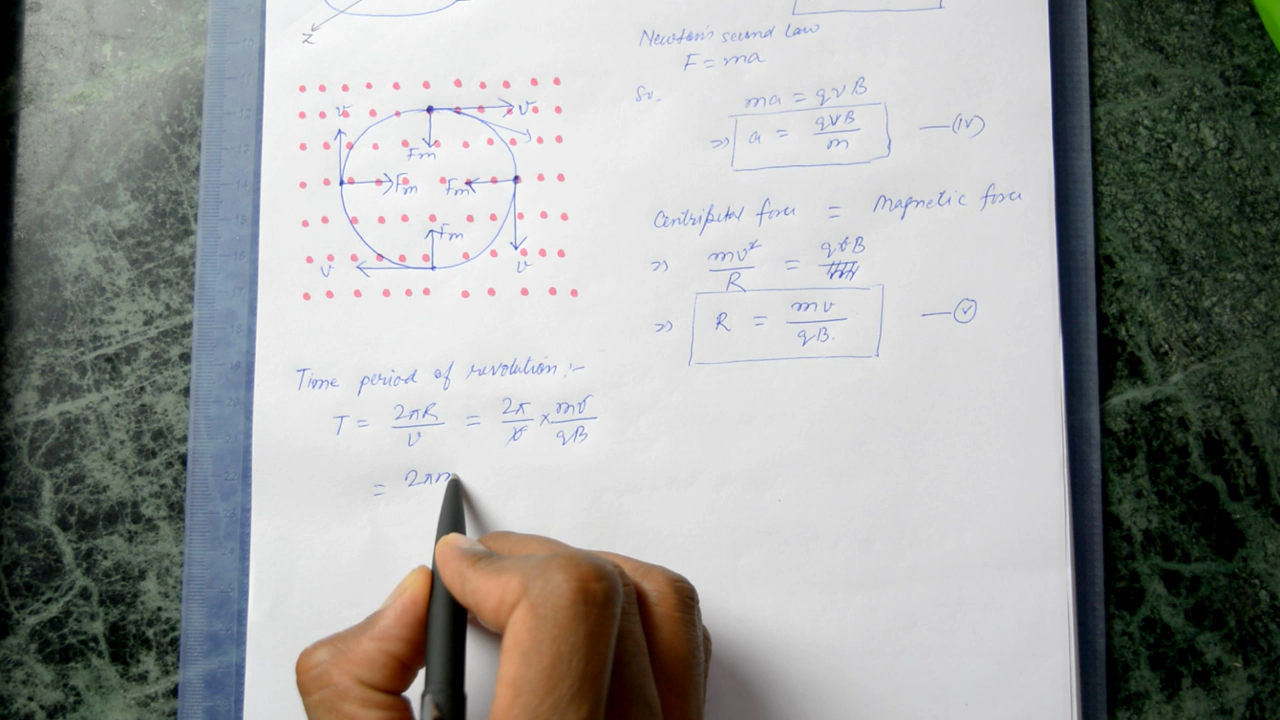 z
v
v
Fm
Fm
Fm
Fm
v
v
Newton's second law
F = ma
So,
ma = qvB
=> a = qvB/m —(iv)
Centripetal force = Magnetic force
=> mv²/R = qvB
=> R = mv/qB. —(v)
Time period of revolution :-
T = 2πR/v = 2π/v × mv/qB
= 2πm